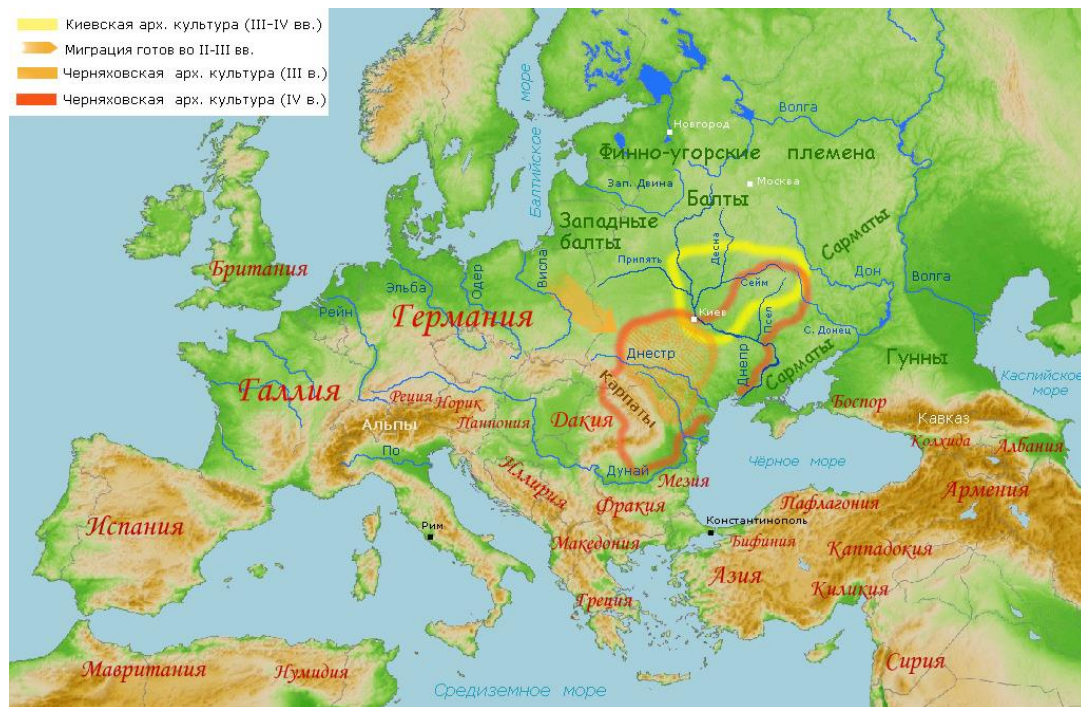 Киевская арх. культура (III-IV вв.)
Миграция готов во II-III вв.
Черняховская арх. культура (III в.)
Черняховская арх. культура (IV в.)
Балтийское море
Волга
Новгород
Финно-угорские племена
Зап. Двина
Москва
Балты
Западные
балты
Сарматы
Британия
Висла
Припять
Десна
Одер
Эльба
Сейм
Дон
Волга
Рейн
Германия
Киев
Псел
С. Донец
Днестр
Днепр
Сарматы
Гунны
Галлия
Карпаты
Каспийское
море
Реция
Норик
Боспор
Дакия
Паннония
Альпы
Кавказ
Колхида
Албания
По
Дунай
Чёрное море
Иллирия
Мезия
Армения
Фракия
Пафлагония
Испания
Рим
Константинополь
Македония
Бифиния
Каппадокия
Азия
Киликия
Греция
Мавритания
Нумидия
Сирия
Средиземное море